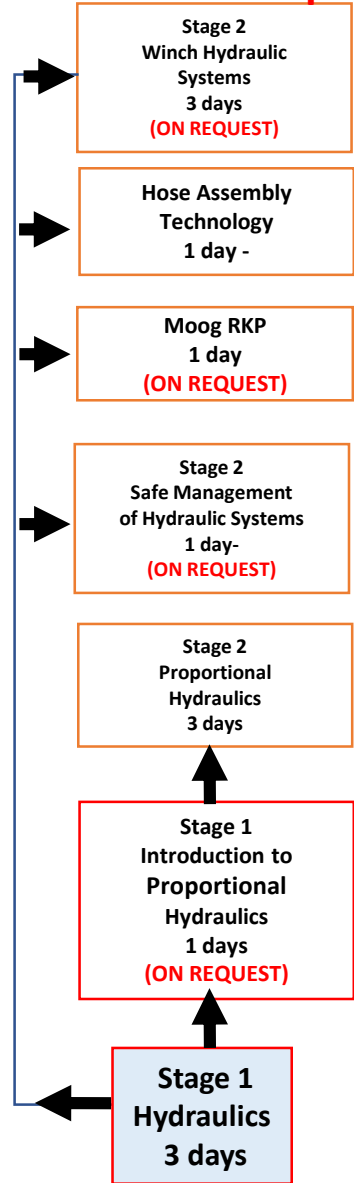 Stage 2
Winch Hydraulic
Systems
3 days
(ON REQUEST)
Hose Assembly
Technology
1 day -
Moog RKP
1 day
(ON REQUEST)
Stage 2
Safe Management
of Hydraulic Systems
1 day-
(ON REQUEST)
Stage 2
Proportional
Hydraulics
3 days
Stage 1
Introduction to
Proportional
Hydraulics
1 days
(ON REQUEST)
Stage 1
Hydraulics
3 days